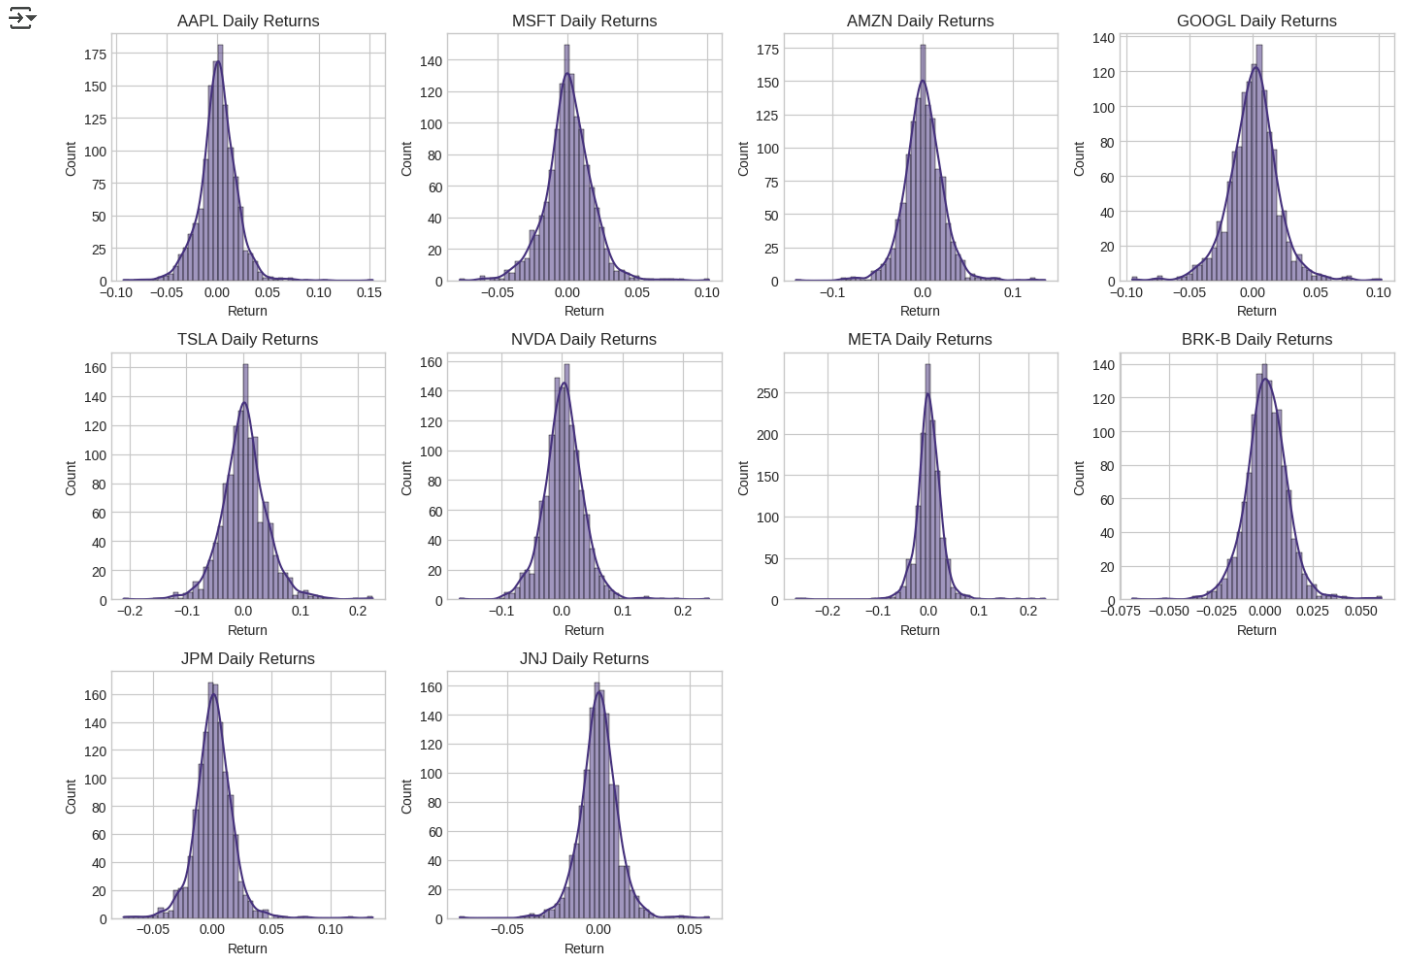 AAPL Daily Returns
175
150
125
100
75
50
25
0
Count
−0.10 −0.05 0.00 0.05 0.10 0.15
Return
MSFT Daily Returns
140
120
100
80
60
40
20
0
Count
−0.05 0.00 0.05 0.10
Return
AMZN Daily Returns
175
150
125
100
75
50
25
0
Count
−0.1 0.0 0.1
Return
GOOGL Daily Returns
140
120
100
80
60
40
20
0
Count
−0.10 −0.05 0.00 0.05 0.10
Return
TSLA Daily Returns
160
140
120
100
80
60
40
20
0
Count
−0.2 −0.1 0.0 0.1 0.2
Return
NVDA Daily Returns
160
140
120
100
80
60
40
20
0
Count
−0.1 0.0 0.1 0.2
Return
META Daily Returns
250
200
150
100
50
0
Count
−0.2 −0.1 0.0 0.1 0.2
Return
BRK-B Daily Returns
140
120
100
80
60
40
20
0
Count
−0.075 −0.050 −0.025 0.000 0.025 0.050
Return
JPM Daily Returns
160
140
120
100
80
60
40
20
0
Count
−0.05 0.00 0.05 0.10
Return
JNJ Daily Returns
160
140
120
100
80
60
40
20
0
Count
−0.05 0.00 0.05
Return